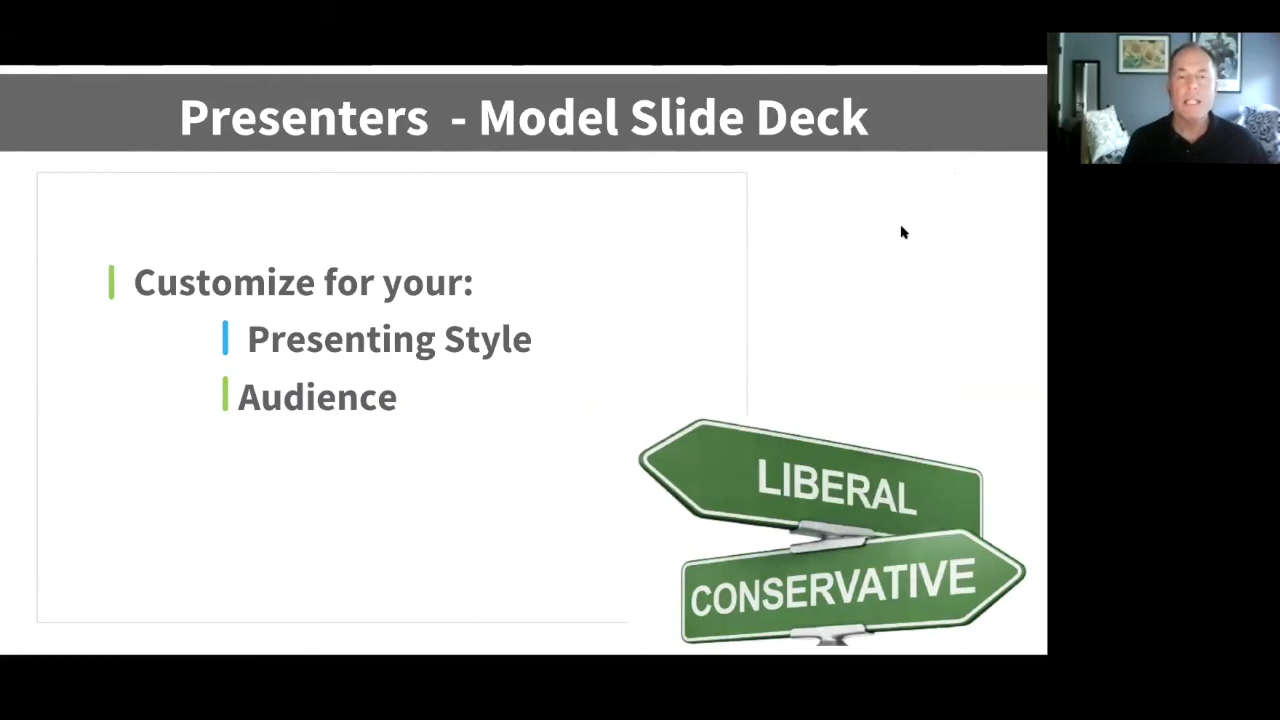 Presenters - Model Slide Deck
Customize for your:
Presenting Style
Audience
LIBERAL
CONSERVATIVE